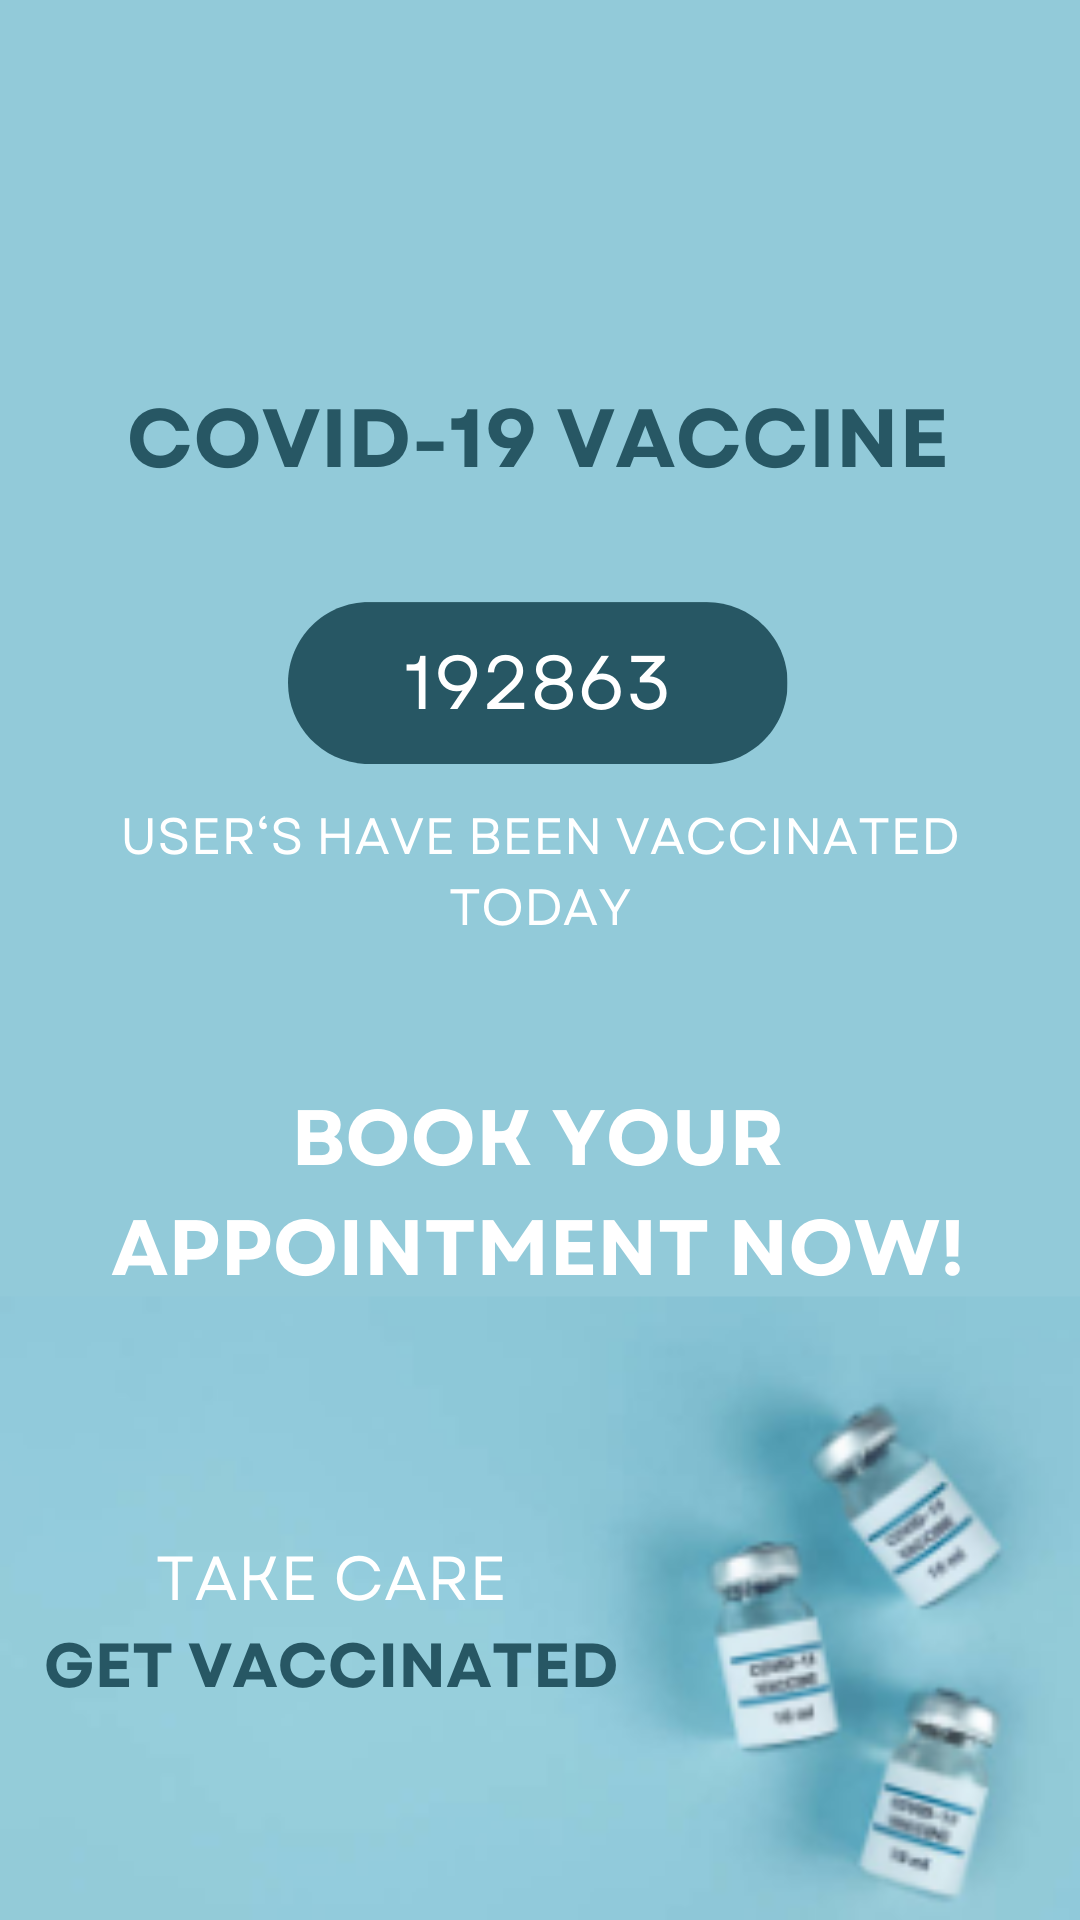 COVID-19 VACCINE
192863
USER‘S HAVE BEEN VACCINATED
TODAY
BOOK YOUR
APPOINTMENT NOW!
TAKE CARE
GET VACCINATED
COVID-19
VACCINE
10 ml
COVID-19
VACCINE
10 ml
COVID-19
VACCINE
10 ml